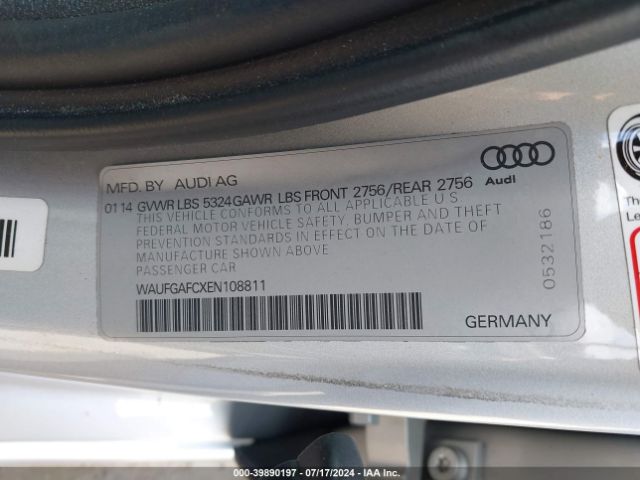 MFD. BY AUDI AG
Audi
01 14 GVWR LBS 5324 GAWR LBS FRONT 2756/REAR 2756
THIS VEHICLE CONFORMS TO ALL APPLICABLE U S
FEDERAL MOTOR VEHICLE SAFETY, BUMPER AND THEFT
PREVENTION STANDARDS IN EFFECT ON THE DATE OF
MANUFACTURE SHOWN ABOVE
PASSENGER CAR
WAUFGAFCXEN108811
0532186
GERMANY
This
Le
000-39890197 - 07/17/2024 - IAA Inc.